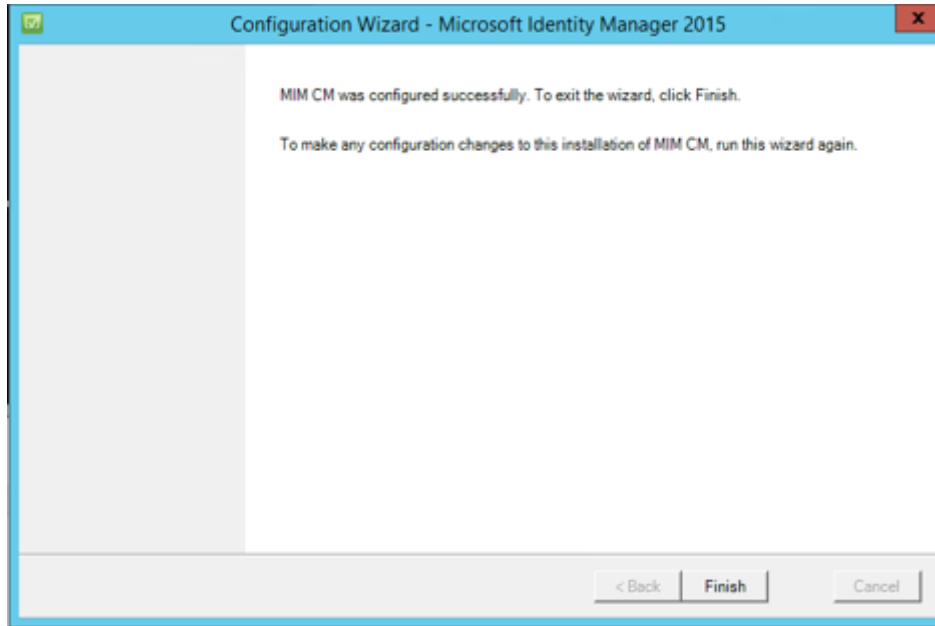 Configuration Wizard - Microsoft Identity Manager 2015
x
MIM CM was configured successfully. To exit the wizard, click Finish.
To make any configuration changes to this installation of MIM CM, run this wizard again.
< Back
Finish
Cancel